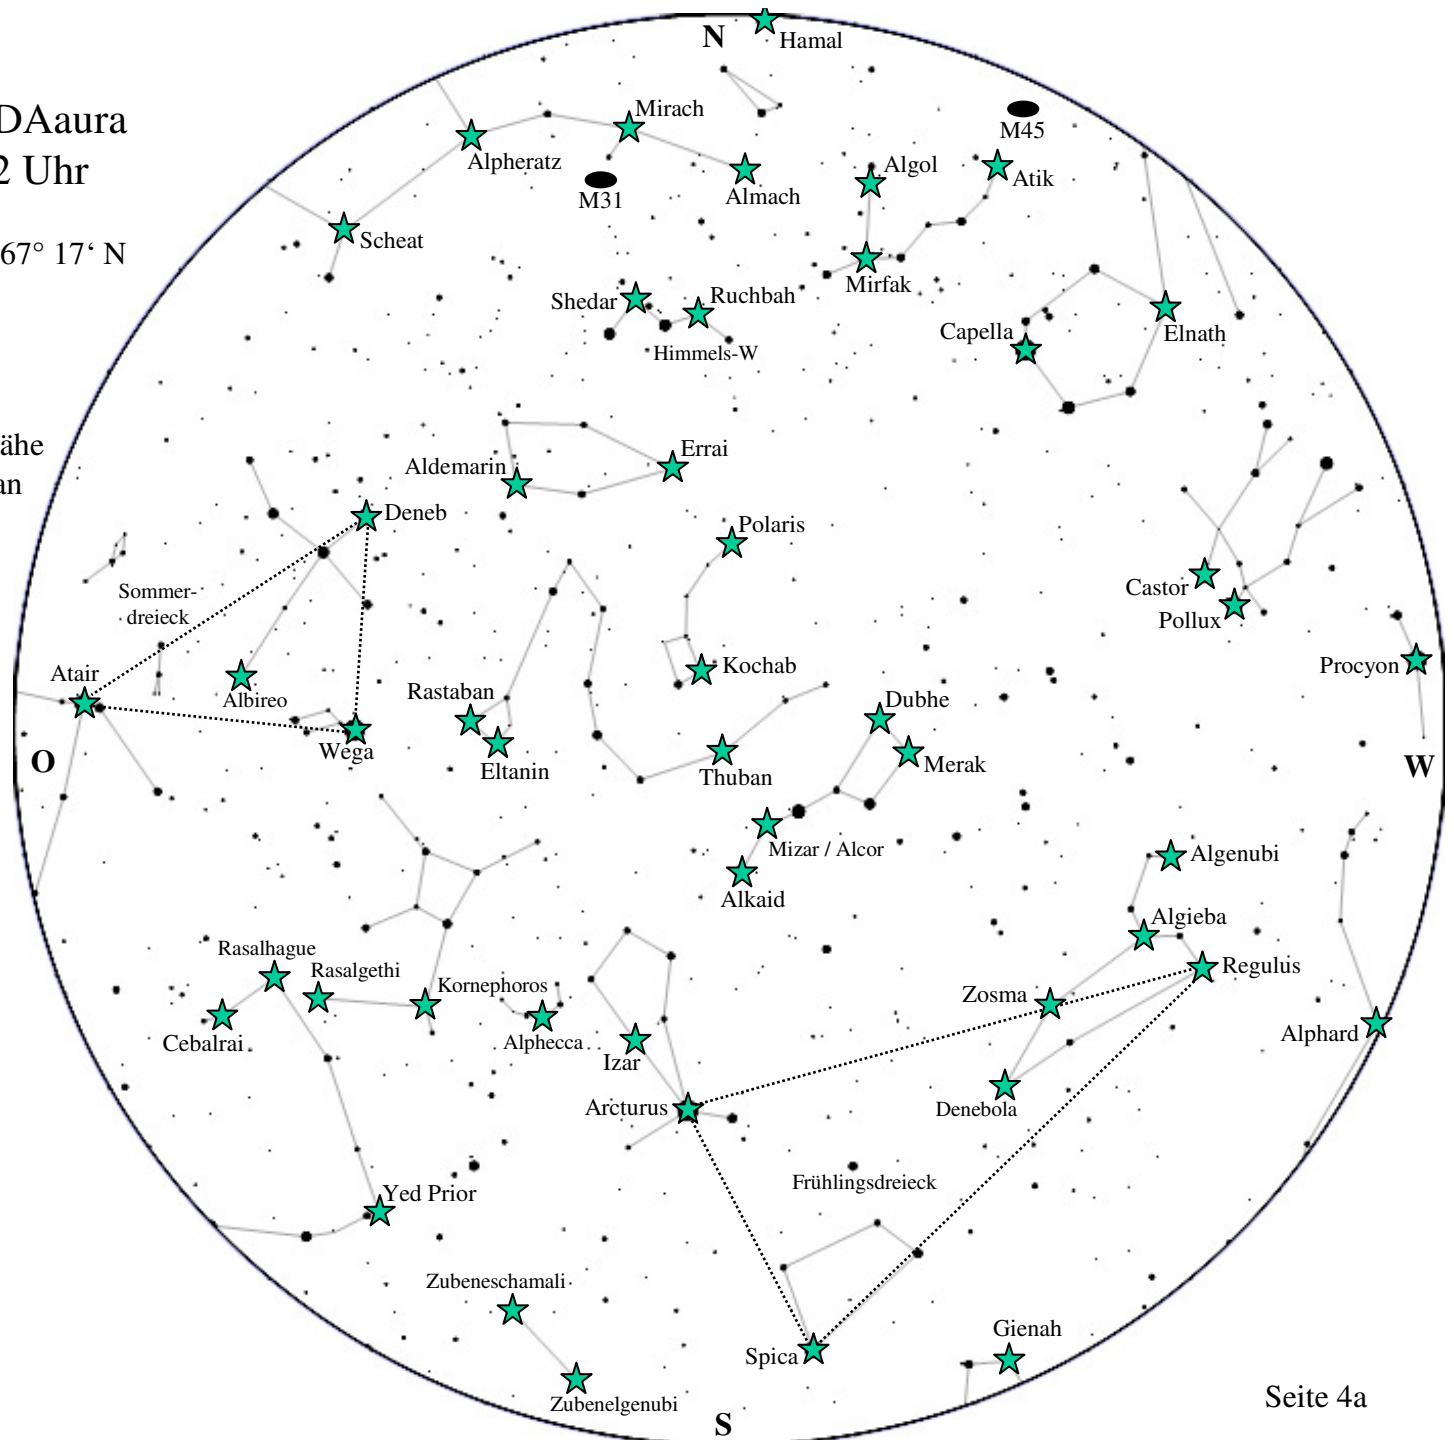 N
Hamal
DAaura
2 Uhr
67° 17‘ N
ähe
an
Mirach
M45
Alpheratz
M31
Almach
Algol
Atik
Scheat
Mirfak
Shedar
Ruchbah
Himmels-W
Capella
Elnath
Errai
Aldemarin
Deneb
Polaris
Sommer-
dreieck
Castor
Pollux
Atair
Albireo
Kochab
Procyon
Rastaban
Dubhe
Wega
Eltanin
Thuban
Merak
O
W
Mizar / Alcor
Alkaid
Algenubi
Algieba
Rasalhague
Rasalgethi
Kornephoros
Regulus
Zosma
Cebalrai
Alphecca
Izar
Alphard
Arcturus
Denebola
Frühlingsdreieck
Yed Prior
Zubeneschamali
Spica
Gienah
Zubenelgenubi
S
Seite 4a